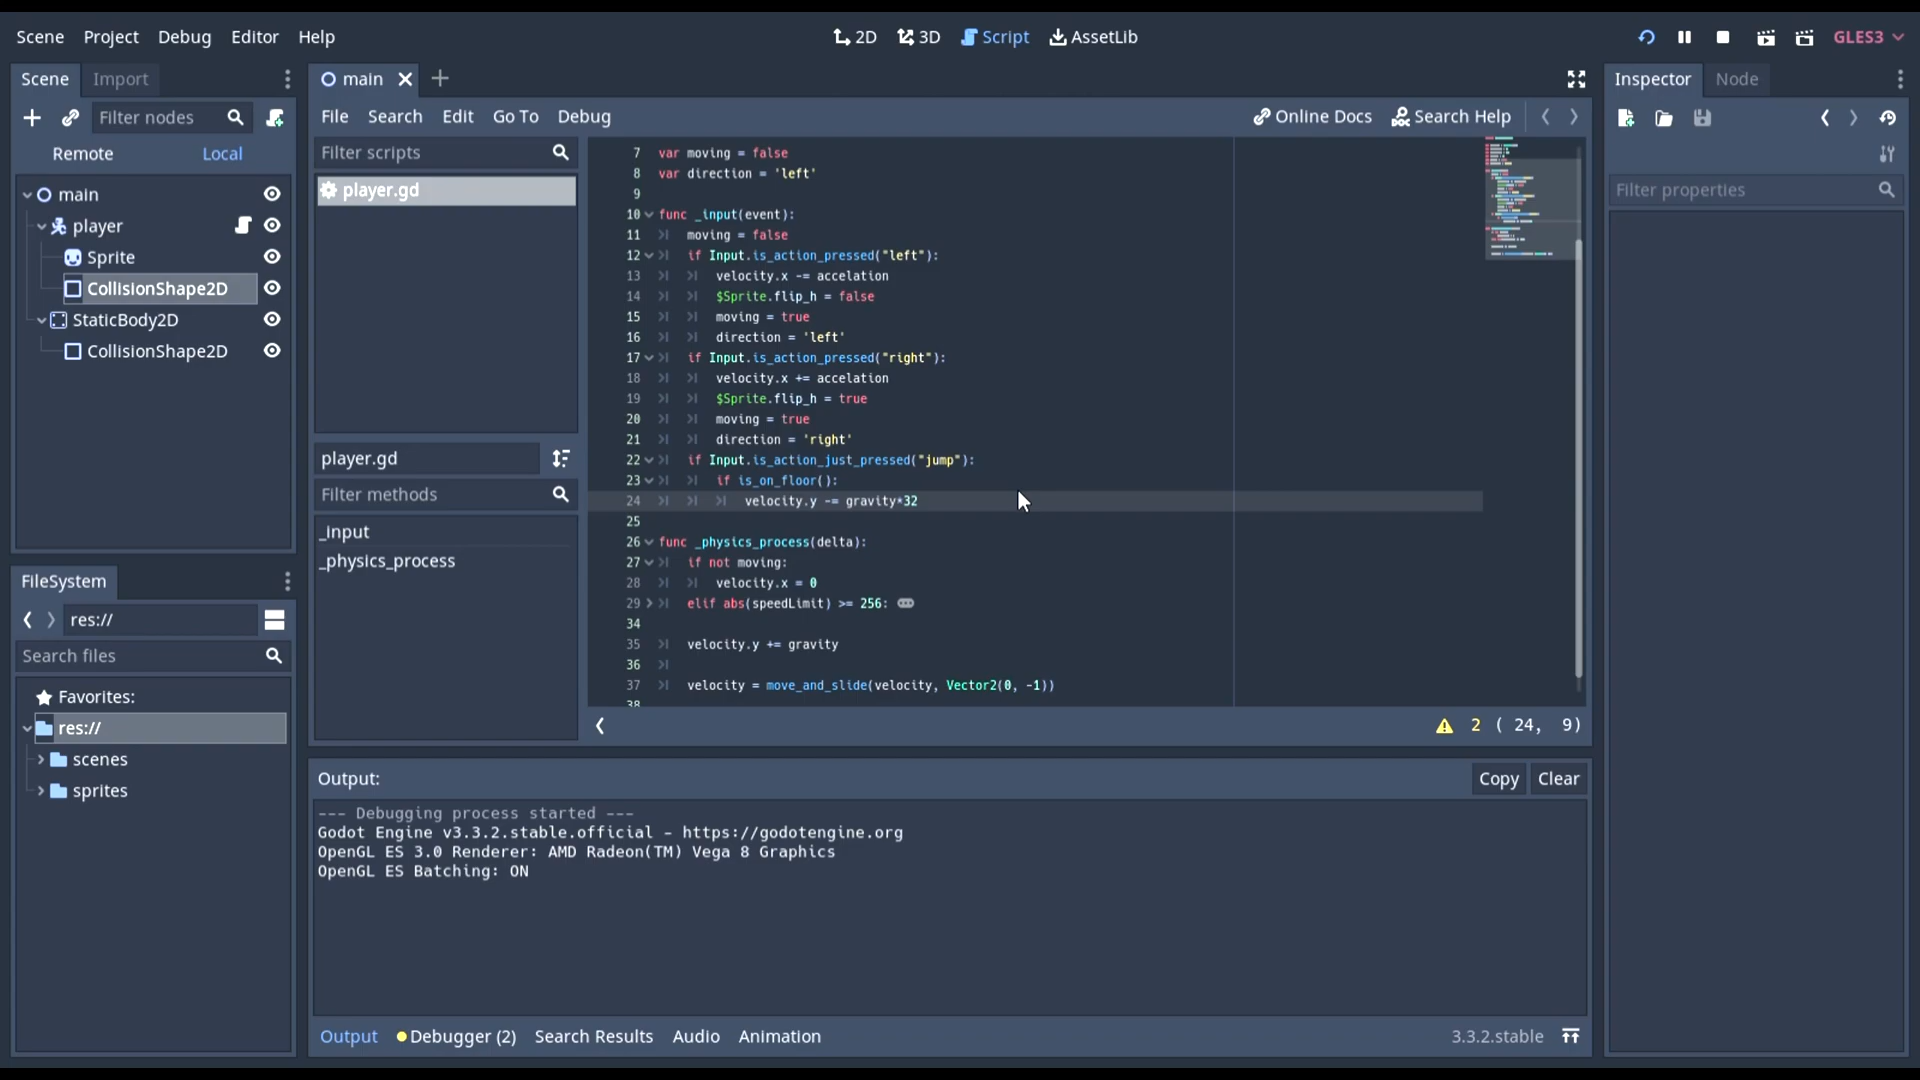 Scene Project Debug Editor Help
2D 3D Script AssetLib
GLES3
Scene Import
main
Inspector Node
Filter nodes
File Search Edit Go To Debug
Online Docs Search Help
Remote Local
Filter scripts
Filter properties
main
player
Sprite
CollisionShape2D
StaticBody2D
CollisionShape2D
player.gd
player.gd
Filter methods
_input
_physics_process
7 var moving = false
8 var direction = 'left'
9
10 func _input(event):
11 moving = false
12 if Input.is_action_pressed("left"):
13 velocity.x -= accelation
14 $Sprite.flip_h = false
15 moving = true
16 direction = 'left'
17 if Input.is_action_pressed("right"):
18 velocity.x += accelation
19 $Sprite.flip_h = true
20 moving = true
21 direction = 'right'
22 if Input.is_action_just_pressed("jump"):
23 if is_on_floor():
24 velocity.y -= gravity*32
25
26 func _physics_process(delta):
27 if not moving:
28 velocity.x = 0
29 elif abs(speedLimit) >= 256:
34
35 velocity.y += gravity
36
37 velocity = move_and_slide(velocity, Vector2(0, -1))
38
2 ( 24, 9)
FileSystem
res://
Search files
Favorites:
res://
scenes
sprites
Output:
Copy Clear
--- Debugging process started ---
Godot Engine v3.3.2.stable.official - https://godotengine.org
OpenGL ES 3.0 Renderer: AMD Radeon(TM) Vega 8 Graphics
OpenGL ES Batching: ON
Output Debugger (2) Search Results Audio Animation
3.3.2.stable